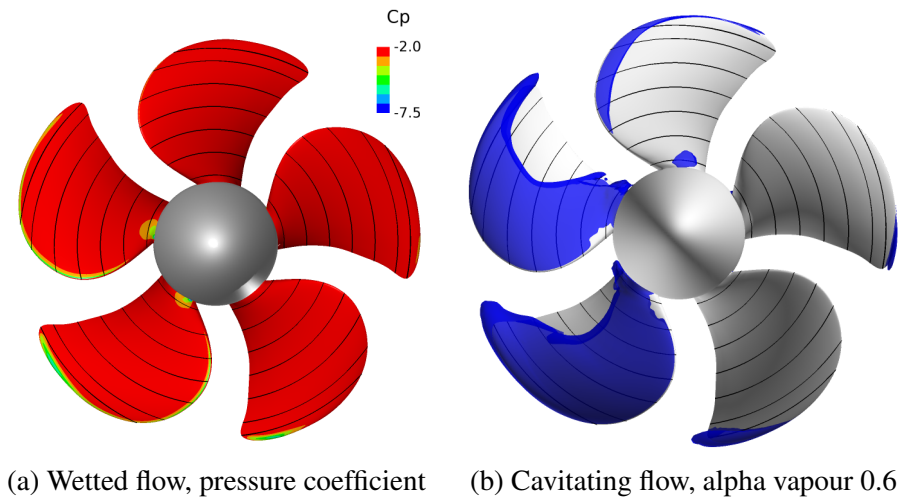 Cp
-2.0
-7.5
(a) Wetted flow, pressure coefficient
(b) Cavitating flow, alpha vapour 0.6